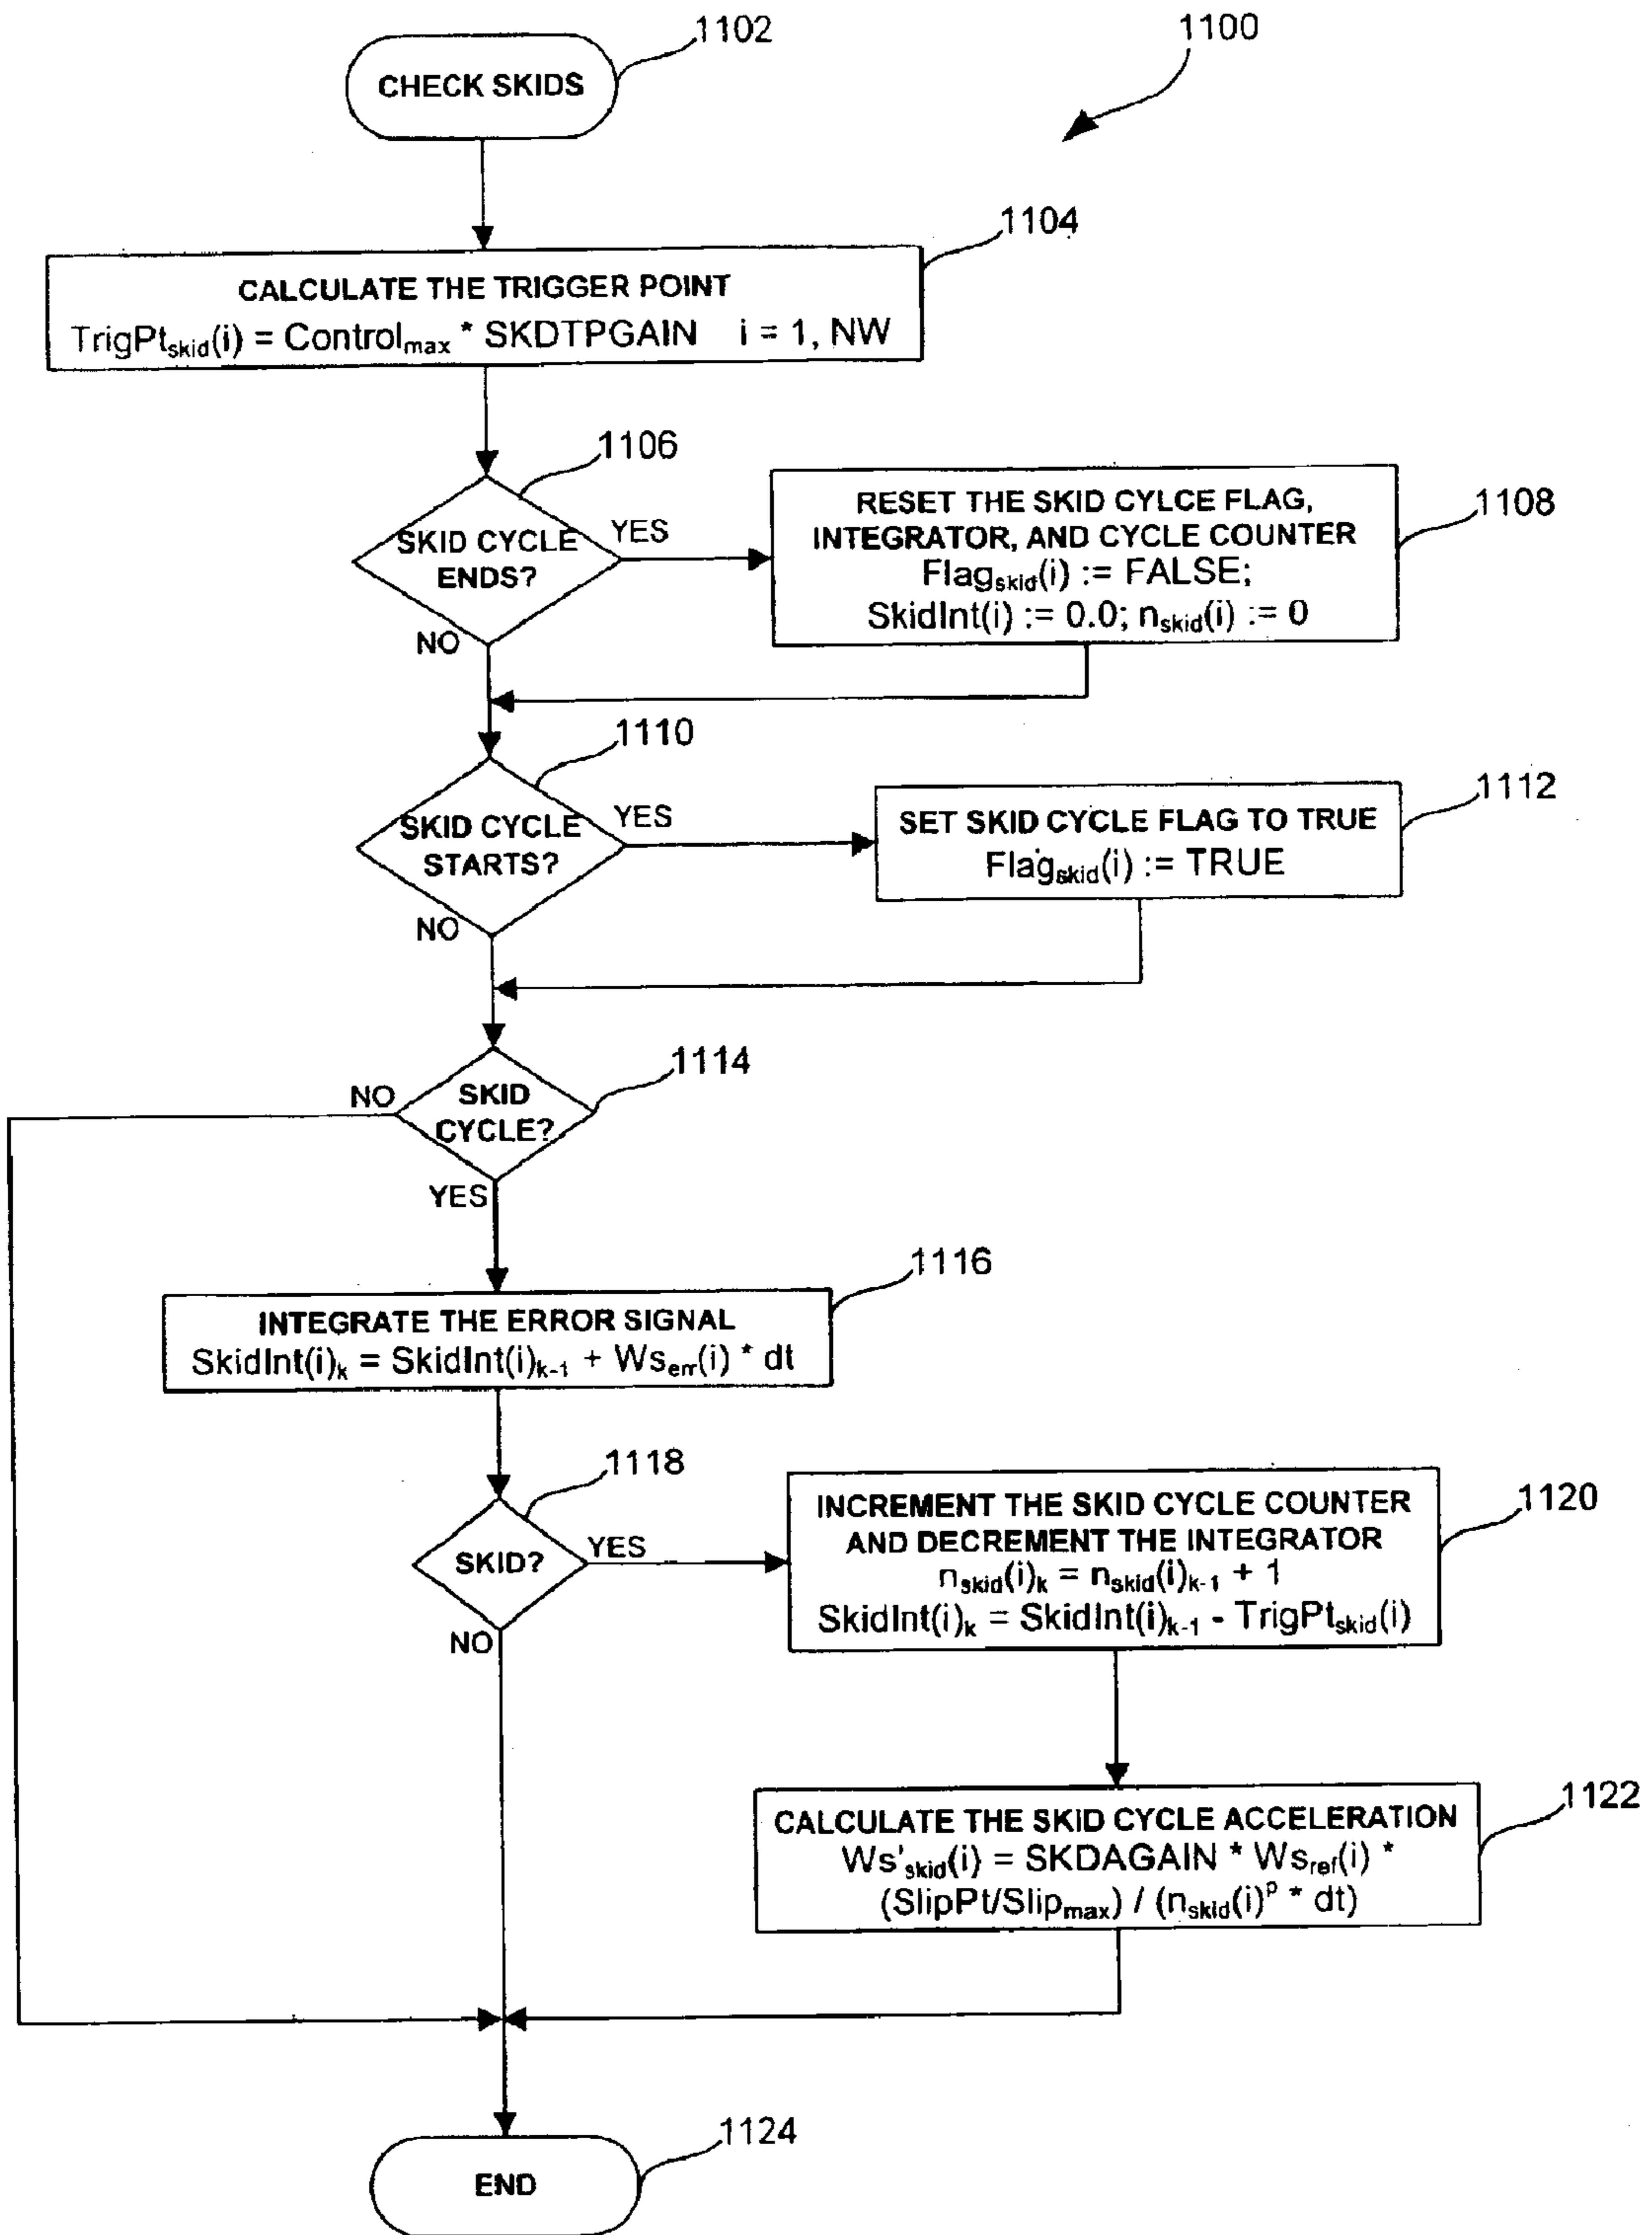 1102
1100
CHECK SKIDS
1104
CALCULATE THE TRIGGER POINT
TrigPtskid(i) = Controlmax * SKDTPGAIN i = 1, NW
1106
SKID CYCLE
ENDS?
YES
NO
RESET THE SKID CYLCE FLAG,
INTEGRATOR, AND CYCLE COUNTER
Flagskid(i) := FALSE;
SkidInt(i) := 0.0; nskid(i) := 0
1108
1110
SKID CYCLE
STARTS?
YES
NO
1112
SET SKID CYCLE FLAG TO TRUE
Flagskid(i) := TRUE
1114
NO
SKID
CYCLE?
YES
1116
INTEGRATE THE ERROR SIGNAL
SkidInt(i)k = SkidInt(i)k-1 + Wserr(i) * dt
1118
SKID?
YES
NO
1120
INCREMENT THE SKID CYCLE COUNTER
AND DECREMENT THE INTEGRATOR
nskid(i)k = nskid(i)k-1 + 1
SkidInt(i)k = SkidInt(i)k-1 - TrigPtskid(i)
1122
CALCULATE THE SKID CYCLE ACCELERATION
Ws'skid(i) = SKDAGAIN * Wsref(i) *
(SlipPt/Slipmax) / (nskid(i)p * dt)
1124
END